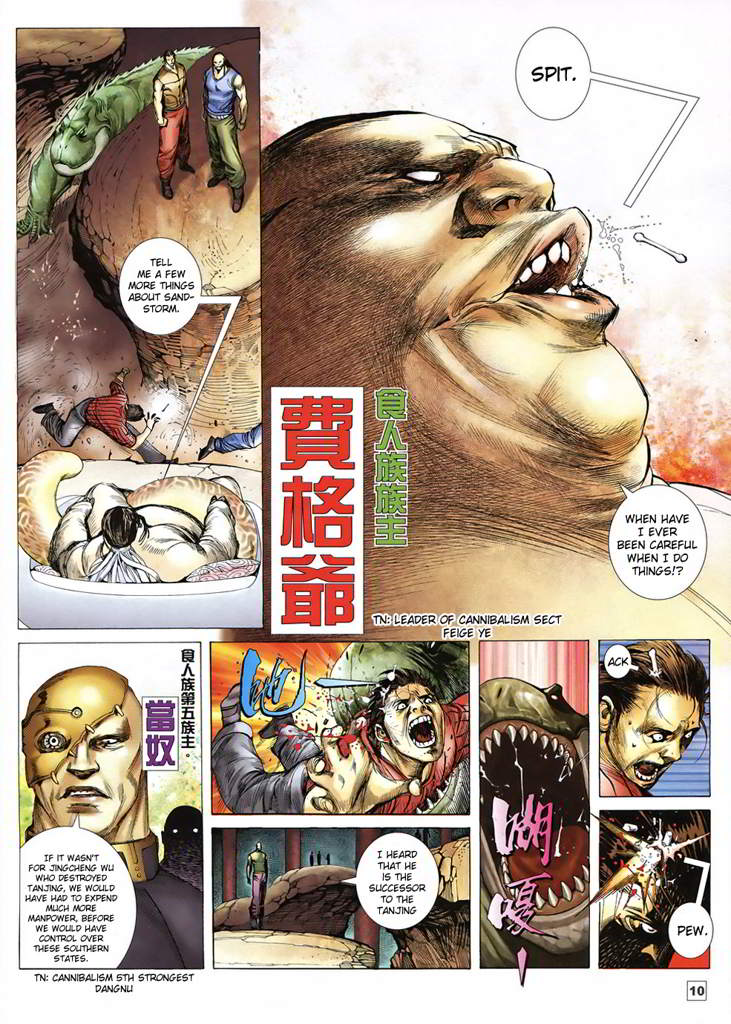 SPIT.
TELL
ME A FEW
MORE THINGS
ABOUT SAND-
STORM.
食人族族主
費格爺
WHEN HAVE
I EVER
BEEN CAREFUL
WHEN I DO
THINGS!?
TN: LEADER OF CANNIBALISM SECT
FEIGE YE
食人族第五族主。
當奴
IF IT WASN'T
FOR JINGCHENG WU
WHO DESTROYED
TANJING, WE WOULD
HAVE HAD TO EXPEND
MUCH MORE
MANPOWER, BEFORE
WE WOULD HAVE
CONTROL OVER
THESE SOUTHERN
STATES.
TN: CANNIBALISM 5TH STRONGEST
DANGNU
I HEARD
THAT HE
IS THE
SUCCESSOR
TO THE
TANJING
ACK
PEW.
10